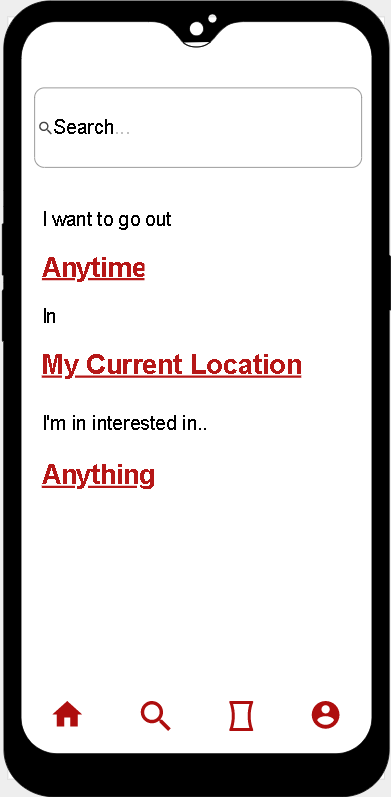 Search...
I want to go out
Anytime
In
My Current Location
I'm in interested in..
Anything